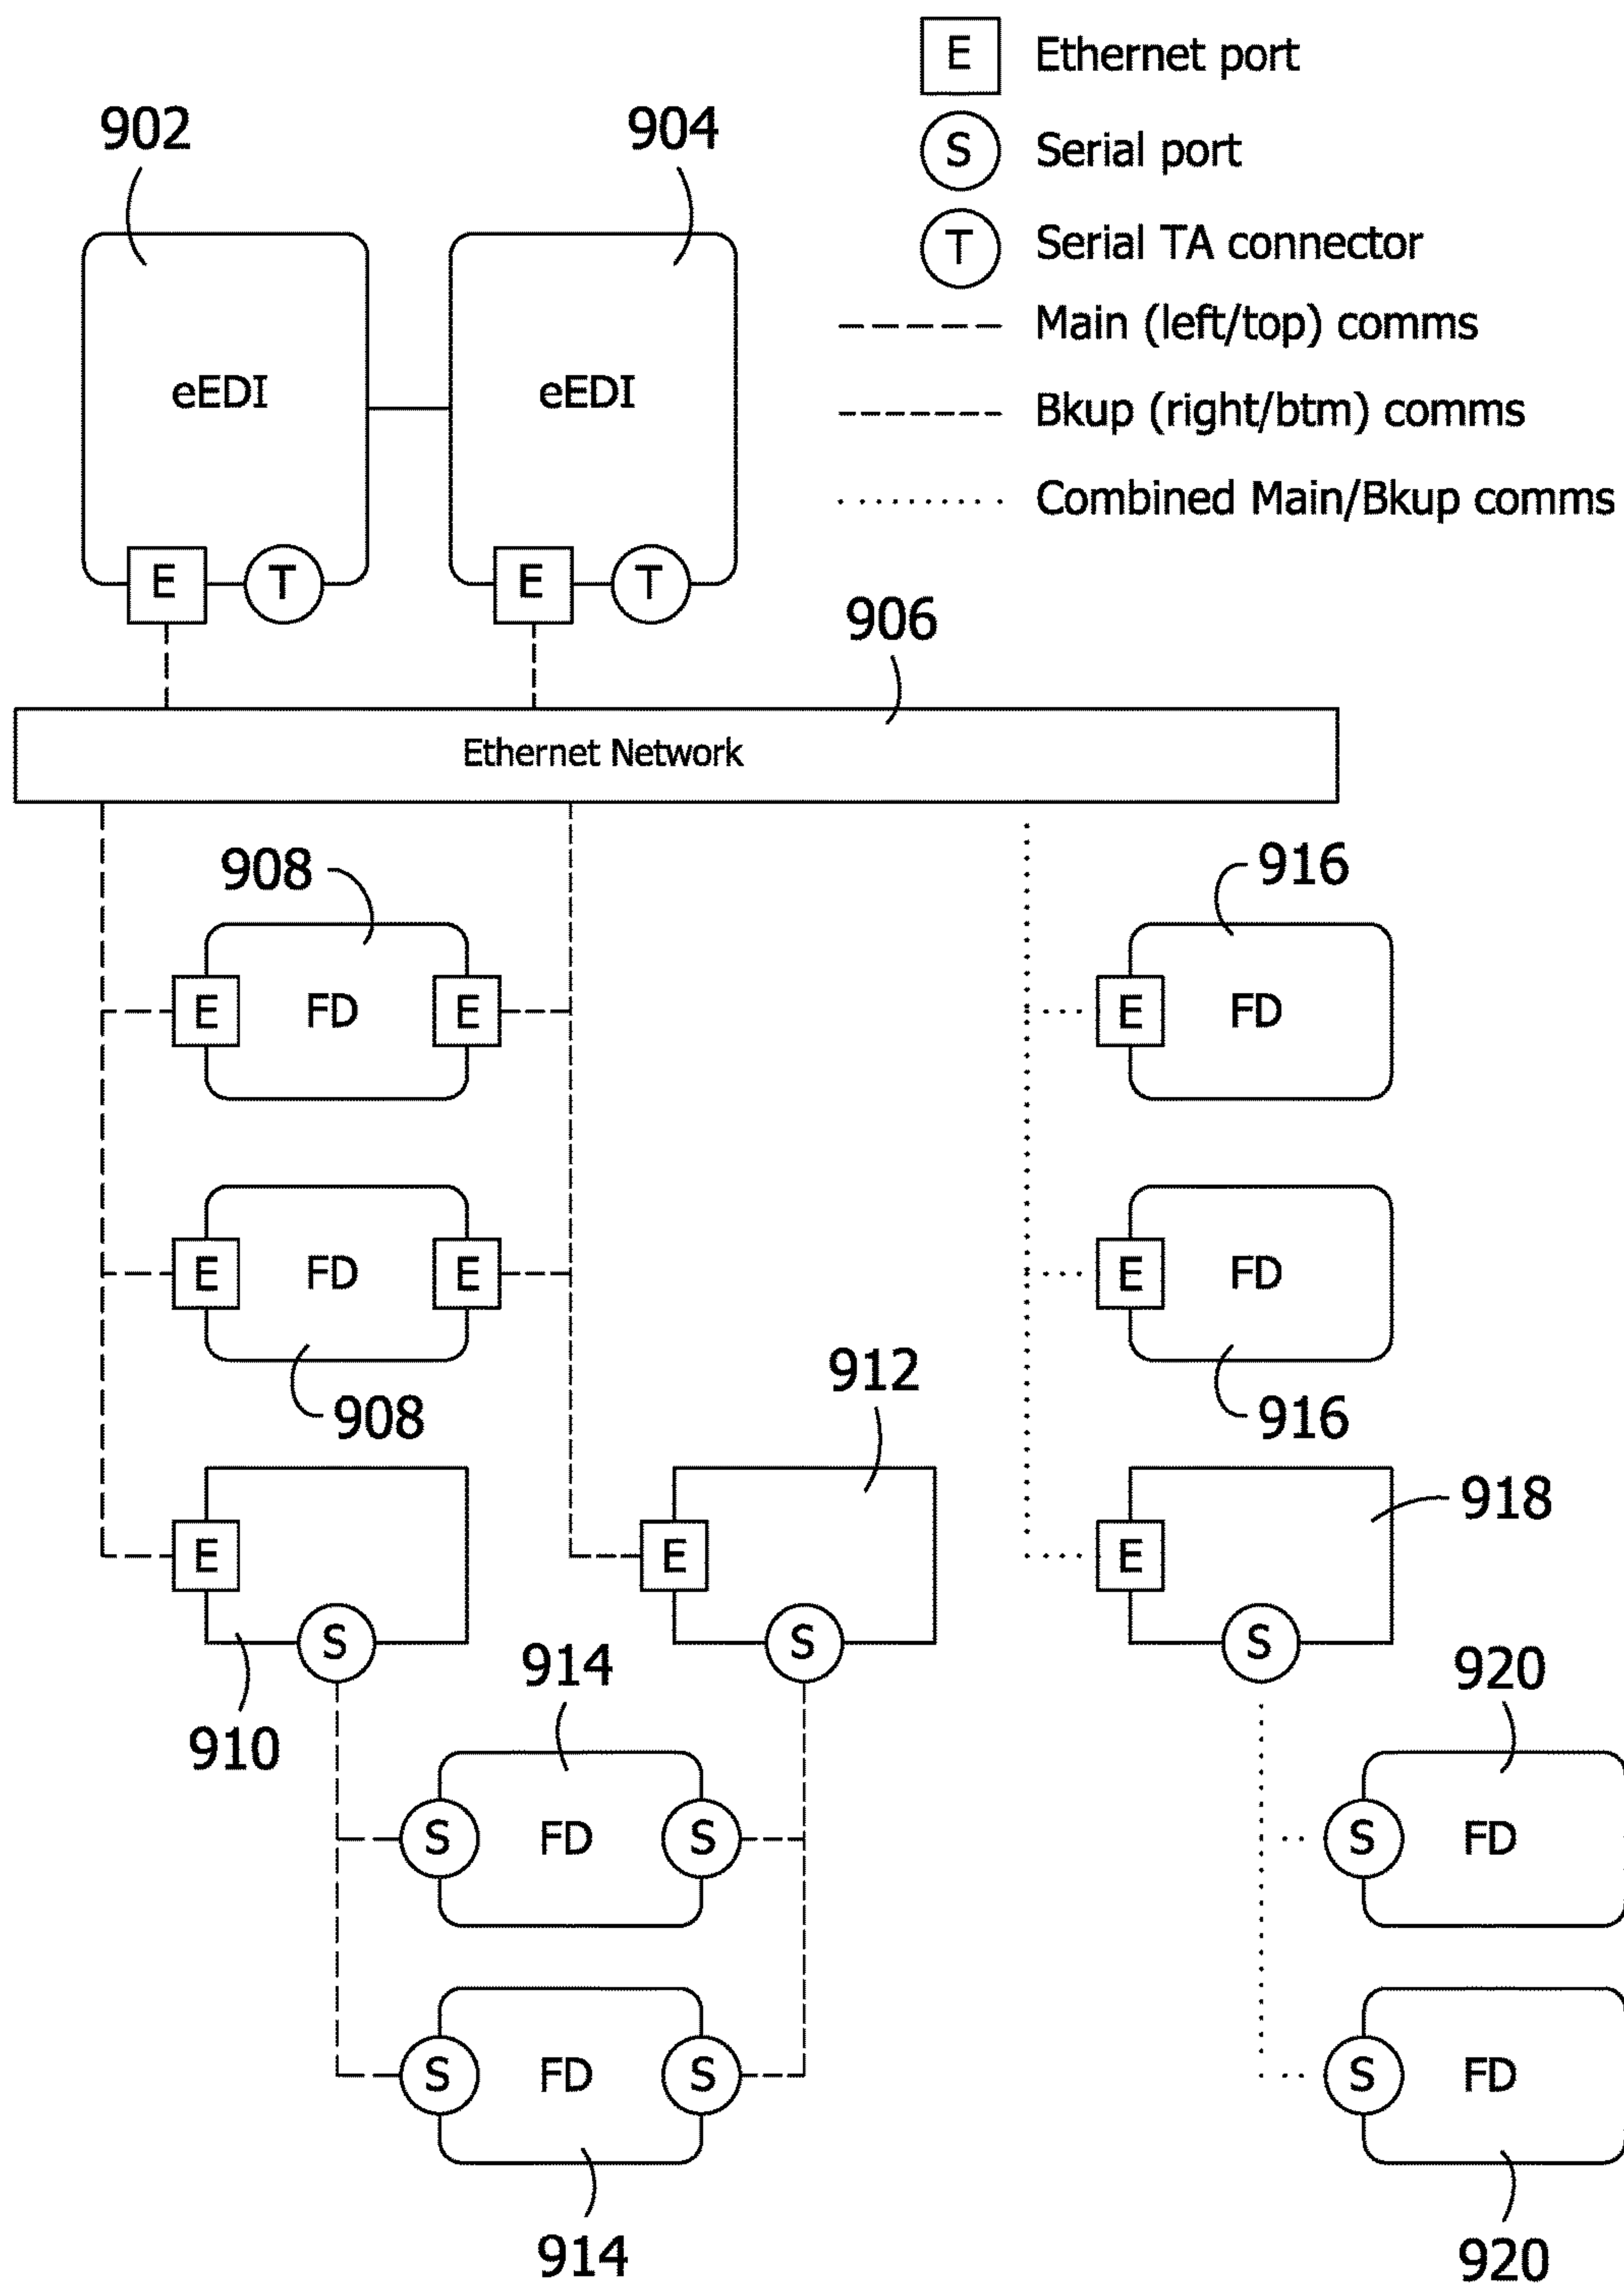 E Ethernet port
902 904
S Serial port
T Serial TA connector
Main (left/top) comms
eEDI eEDI
Bkup (right/btm) comms
Combined Main/Bkup comms
E T E T
906
Ethernet Network
908 916
E FD E E FD
E FD E E FD
912
908 916
918
E E E
S S S
914 920
910
S FD S S FD
S FD S S FD
914 920